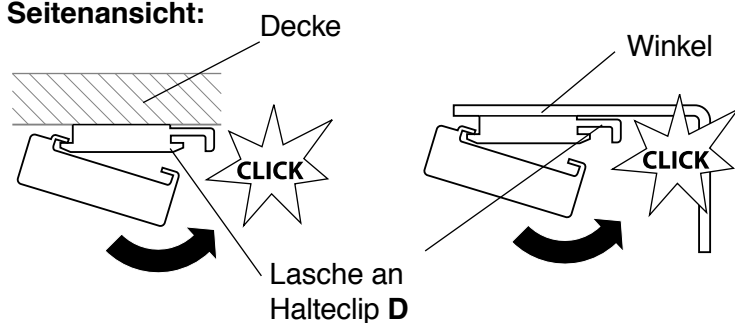 Seitenansicht:
Decke
Winkel
CLICK
CLICK
Lasche an
Halteclip D